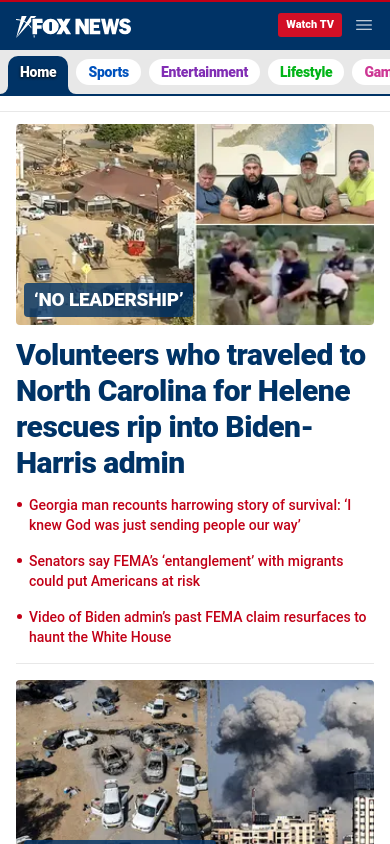 FOX NEWS
Watch TV
Home
Sports
Entertainment
Lifestyle
Gam
‘NO LEADERSHIP’
Volunteers who traveled to
North Carolina for Helene
rescues rip into Biden-
Harris admin
• Georgia man recounts harrowing story of survival: ‘I
knew God was just sending people our way’
• Senators say FEMA’s ‘entanglement’ with migrants
could put Americans at risk
• Video of Biden admin’s past FEMA claim resurfaces to
haunt the White House